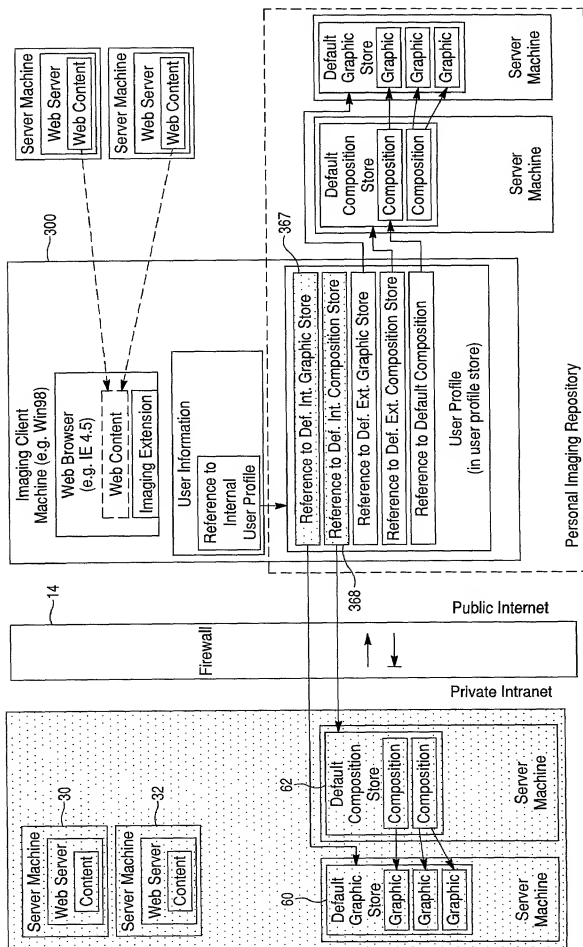 Server Machine
Web Server
Web Content
Server Machine
Web Server
Web Content
300
Imaging Client
Machine (e.g. Win98)
Web Browser
(e.g. IE 4.5)
Web Content
Imaging Extension
User Information
Reference to
Internal
User Profile
367
Reference to Def. Int. Graphic Store
Reference to Def. Int. Composition Store
Reference to Def. Ext. Graphic Store
Reference to Def. Ext. Composition Store
Reference to Default Composition
User Profile
(in user profile store)
368
Default
Graphic
Store
Graphic
Graphic
Graphic
Server
Machine
Default
Composition
Store
Composition
Composition
Server
Machine
Personal Imaging Repository
14
Firewall
Public Internet
Private Intranet
30
Server Machine
Web Server
Content
32
Server Machine
Web Server
Content
62
Default
Composition
Store
Composition
Composition
Server
Machine
60
Default
Graphic
Store
Graphic
Graphic
Graphic
Server
Machine